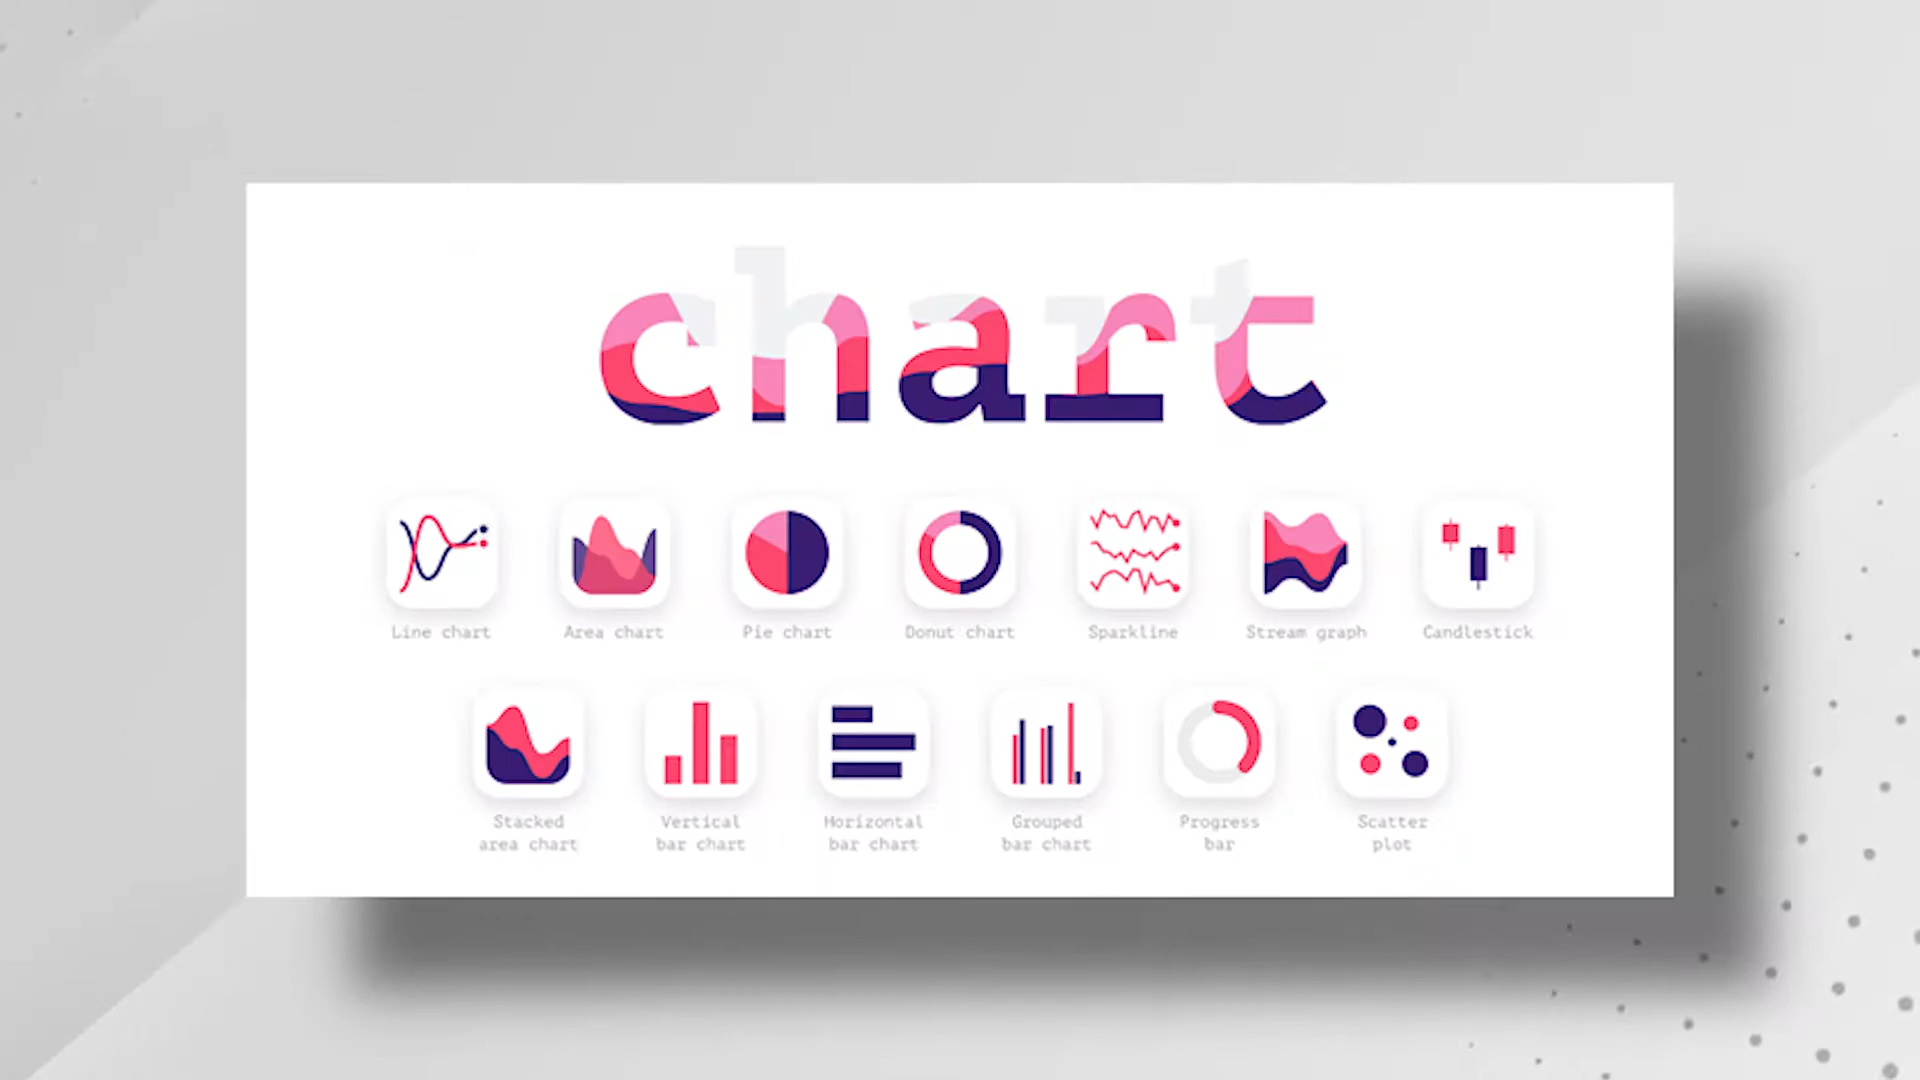 chart
Line chart
Area chart
Pie chart
Donut chart
Sparkline
Stream graph
Candlestick
Stacked
area chart
Vertical
bar chart
Horizontal
bar chart
Grouped
bar chart
Progress
bar
Scatter
plot